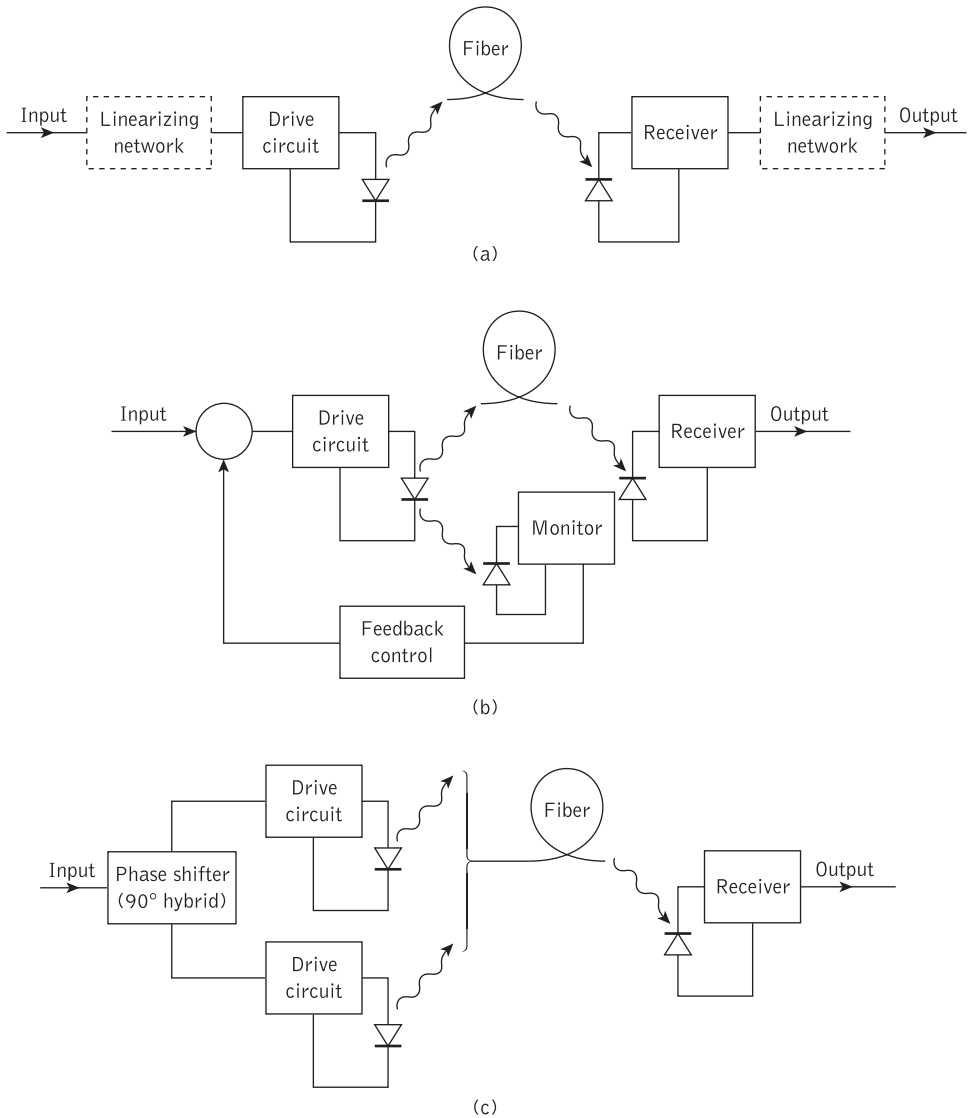 Fiber
Input
Linearizing
network
Drive
circuit
Receiver
Linearizing
network
Output
(a)
Fiber
Input
Drive
circuit
Receiver
Output
Monitor
Feedback
control
(b)
Drive
circuit
Fiber
Input
Phase shifter
(90° hybrid)
Receiver
Output
Drive
circuit
(c)